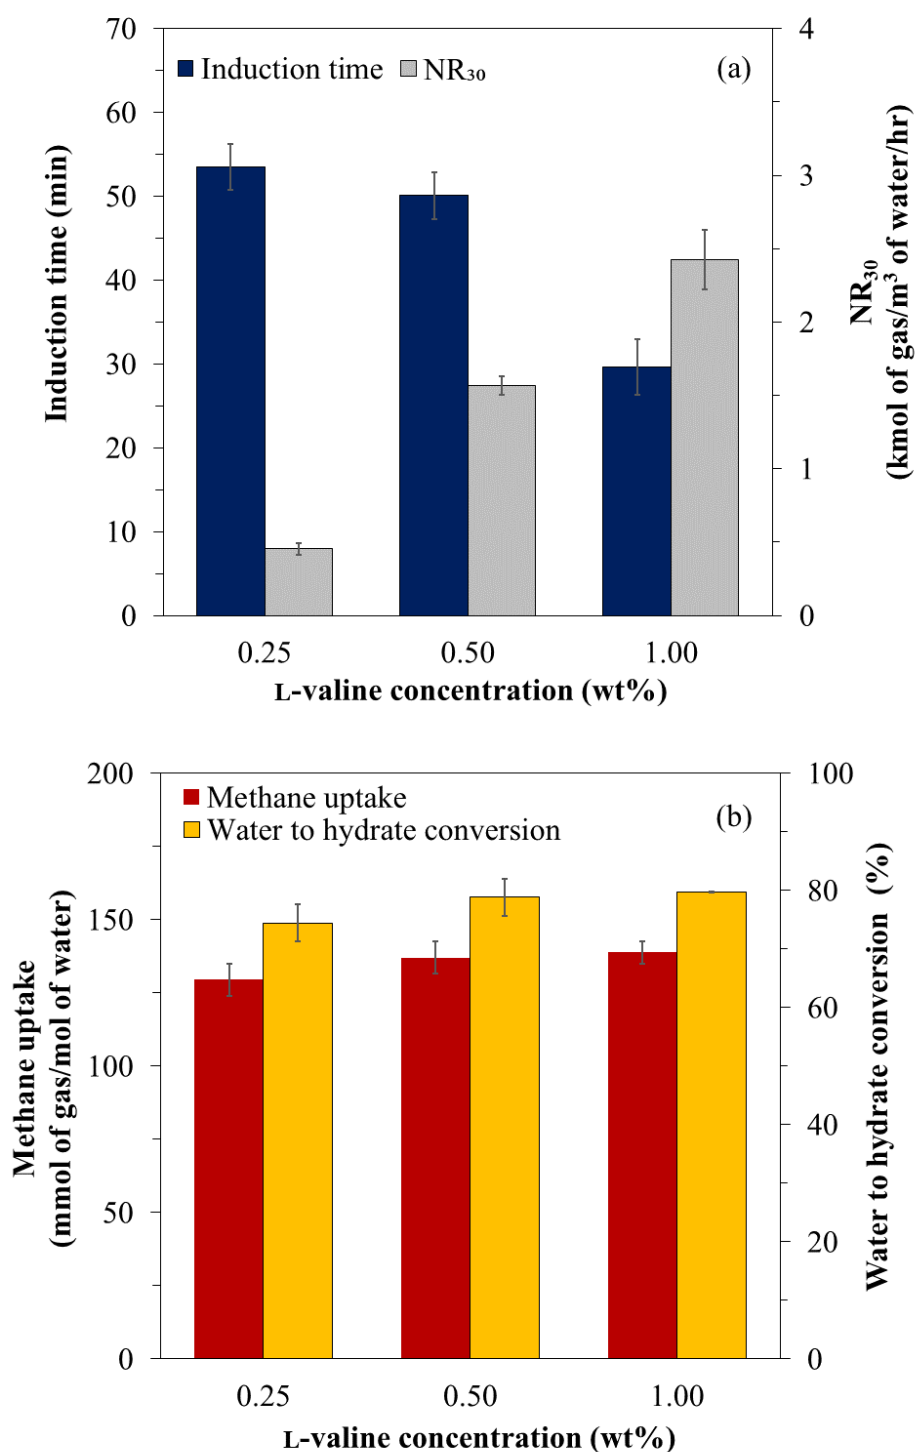 70
60
50
40
30
20
10
0
Induction time (min)
Induction time
NR₃₀
(a)
4
3
2
1
0
NR₃₀
(kmol of gas/m³ of water/hr)
0.25 0.50 1.00
L-valine concentration (wt%)
200
150
100
50
0
Methane uptake
(mmol of gas/mol of water)
Methane uptake
Water to hydrate conversion
(b)
100
80
60
40
20
0
Water to hydrate conversion (%)
0.25 0.50 1.00
L-valine concentration (wt%)